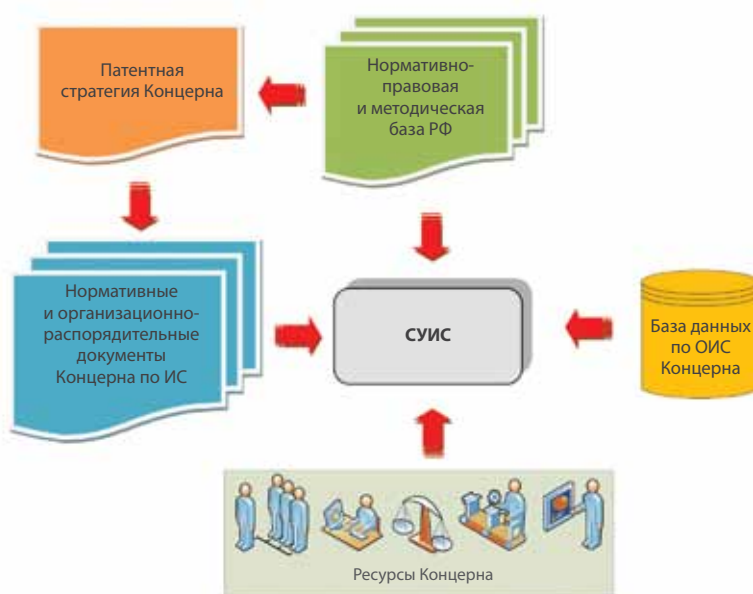 Патентная
стратегия Концерна
Нормативно-
правовая
и методическая
база РФ
Нормативные
и организационно-
распорядительные
документы
Концерна по ИС
СУИС
База данных
по ОИС
Концерна
Ресурсы Концерна